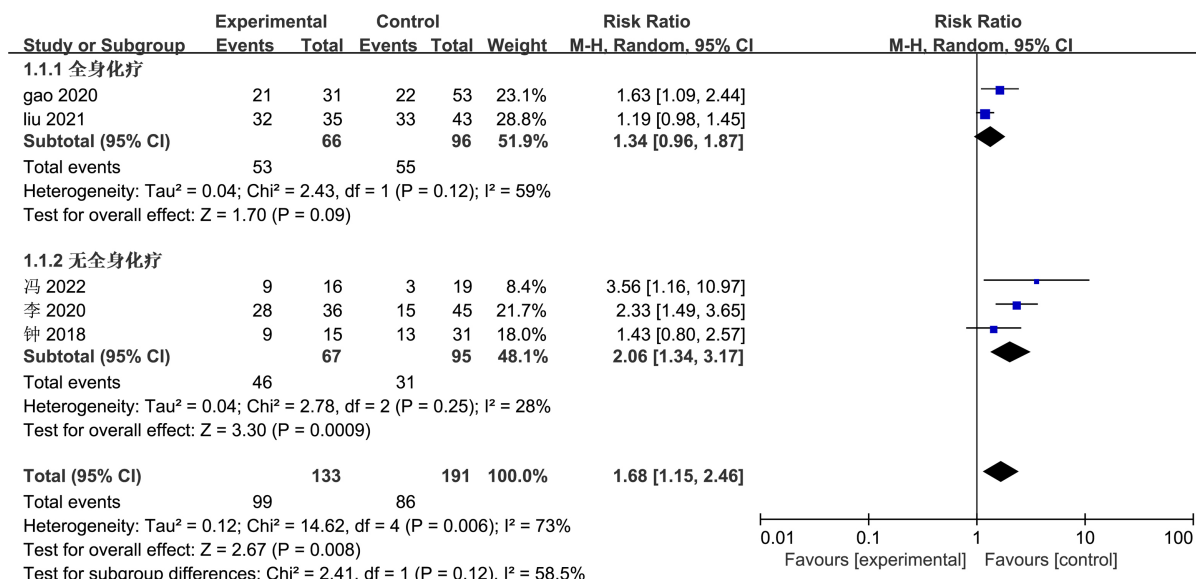 Experimental Control Risk Ratio Risk Ratio
Study or Subgroup Events Total Events Total Weight M-H, Random, 95% CI M-H, Random, 95% CI
1.1.1 全身化疗
gao 2020 21 31 22 53 23.1% 1.63 [1.09, 2.44]
liu 2021 32 35 33 43 28.8% 1.19 [0.98, 1.45]
Subtotal (95% CI) 66 96 51.9% 1.34 [0.96, 1.87]
Total events 53 55
Heterogeneity: Tau² = 0.04; Chi² = 2.43, df = 1 (P = 0.12); I² = 59%
Test for overall effect: Z = 1.70 (P = 0.09)
1.1.2 无全身化疗
冯 2022 9 16 3 19 8.4% 3.56 [1.16, 10.97]
李 2020 28 36 15 45 21.7% 2.33 [1.49, 3.65]
钟 2018 9 15 13 31 18.0% 1.43 [0.80, 2.57]
Subtotal (95% CI) 67 95 48.1% 2.06 [1.34, 3.17]
Total events 46 31
Heterogeneity: Tau² = 0.04; Chi² = 2.78, df = 2 (P = 0.25); I² = 28%
Test for overall effect: Z = 3.30 (P = 0.0009)
Total (95% CI) 133 191 100.0% 1.68 [1.15, 2.46]
Total events 99 86
Heterogeneity: Tau² = 0.12; Chi² = 14.62, df = 4 (P = 0.006); I² = 73%
Test for overall effect: Z = 2.67 (P = 0.008)
Test for subgroup differences: Chi² = 2.41, df = 1 (P = 0.12), I² = 58.5%
0.01 0.1 1 10 100
Favours [experimental] Favours [control]